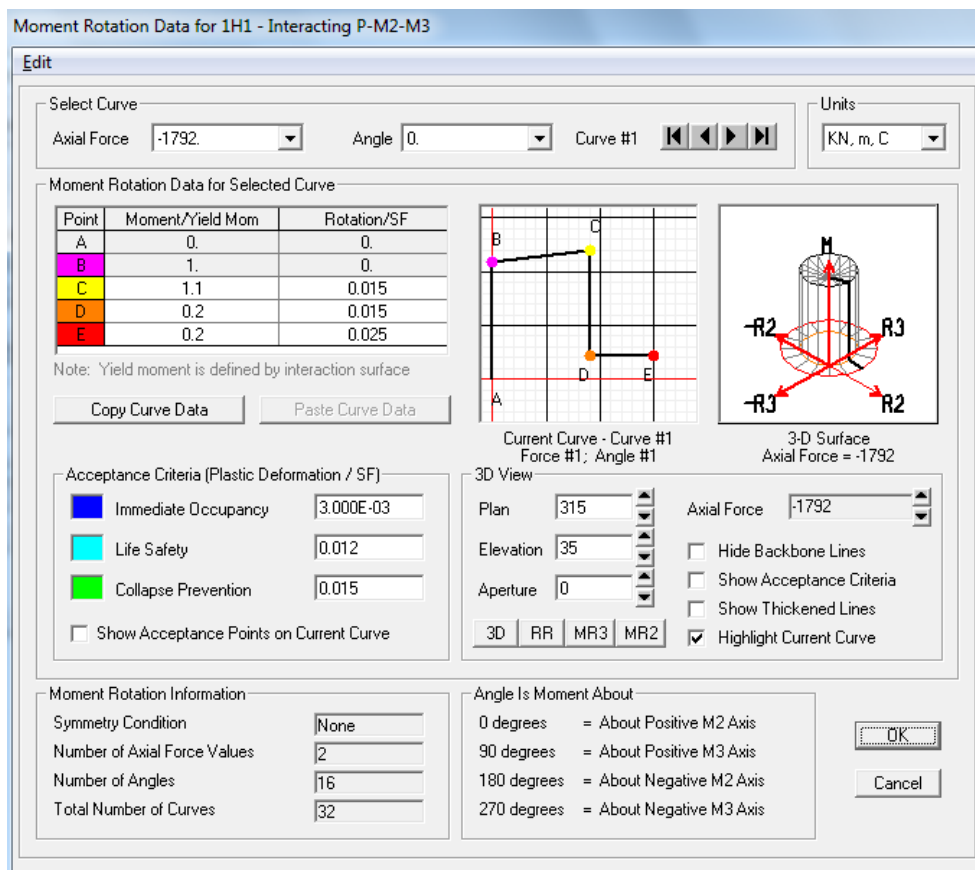 Moment Rotation Data for 1H1 - Interacting P-M2-M3
Edit
Select Curve
Axial Force -1792. Angle 0. Curve #1
Units
KN, m, C
Moment Rotation Data for Selected Curve
Point Moment/Yield Mom Rotation/SF
A 0. 0.
B 1. 0.
C 1.1 0.015
D 0.2 0.015
E 0.2 0.025
Note: Yield moment is defined by interaction surface
Copy Curve Data Paste Curve Data
B C
D E
A
Current Curve - Curve #1
Force #1; Angle #1
M
-R2 R3
-R3 R2
3-D Surface
Axial Force = -1792
Acceptance Criteria (Plastic Deformation / SF)
Immediate Occupancy 3.000E-03
Life Safety 0.012
Collapse Prevention 0.015
Show Acceptance Points on Current Curve
3D View
Plan 315
Elevation 35
Aperture 0
3D RR MR3 MR2
Axial Force -1792
Hide Backbone Lines
Show Acceptance Criteria
Show Thickened Lines
Highlight Current Curve
Moment Rotation Information
Symmetry Condition None
Number of Axial Force Values 2
Number of Angles 16
Total Number of Curves 32
Angle Is Moment About
0 degrees = About Positive M2 Axis
90 degrees = About Positive M3 Axis
180 degrees = About Negative M2 Axis
270 degrees = About Negative M3 Axis
OK
Cancel